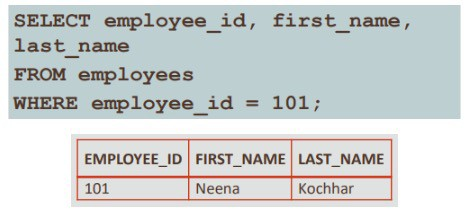 SELECT employee_id, first_name,
last_name
FROM employees
WHERE employee_id = 101;
EMPLOYEE_ID FIRST_NAME LAST_NAME
101 Neena Kochhar